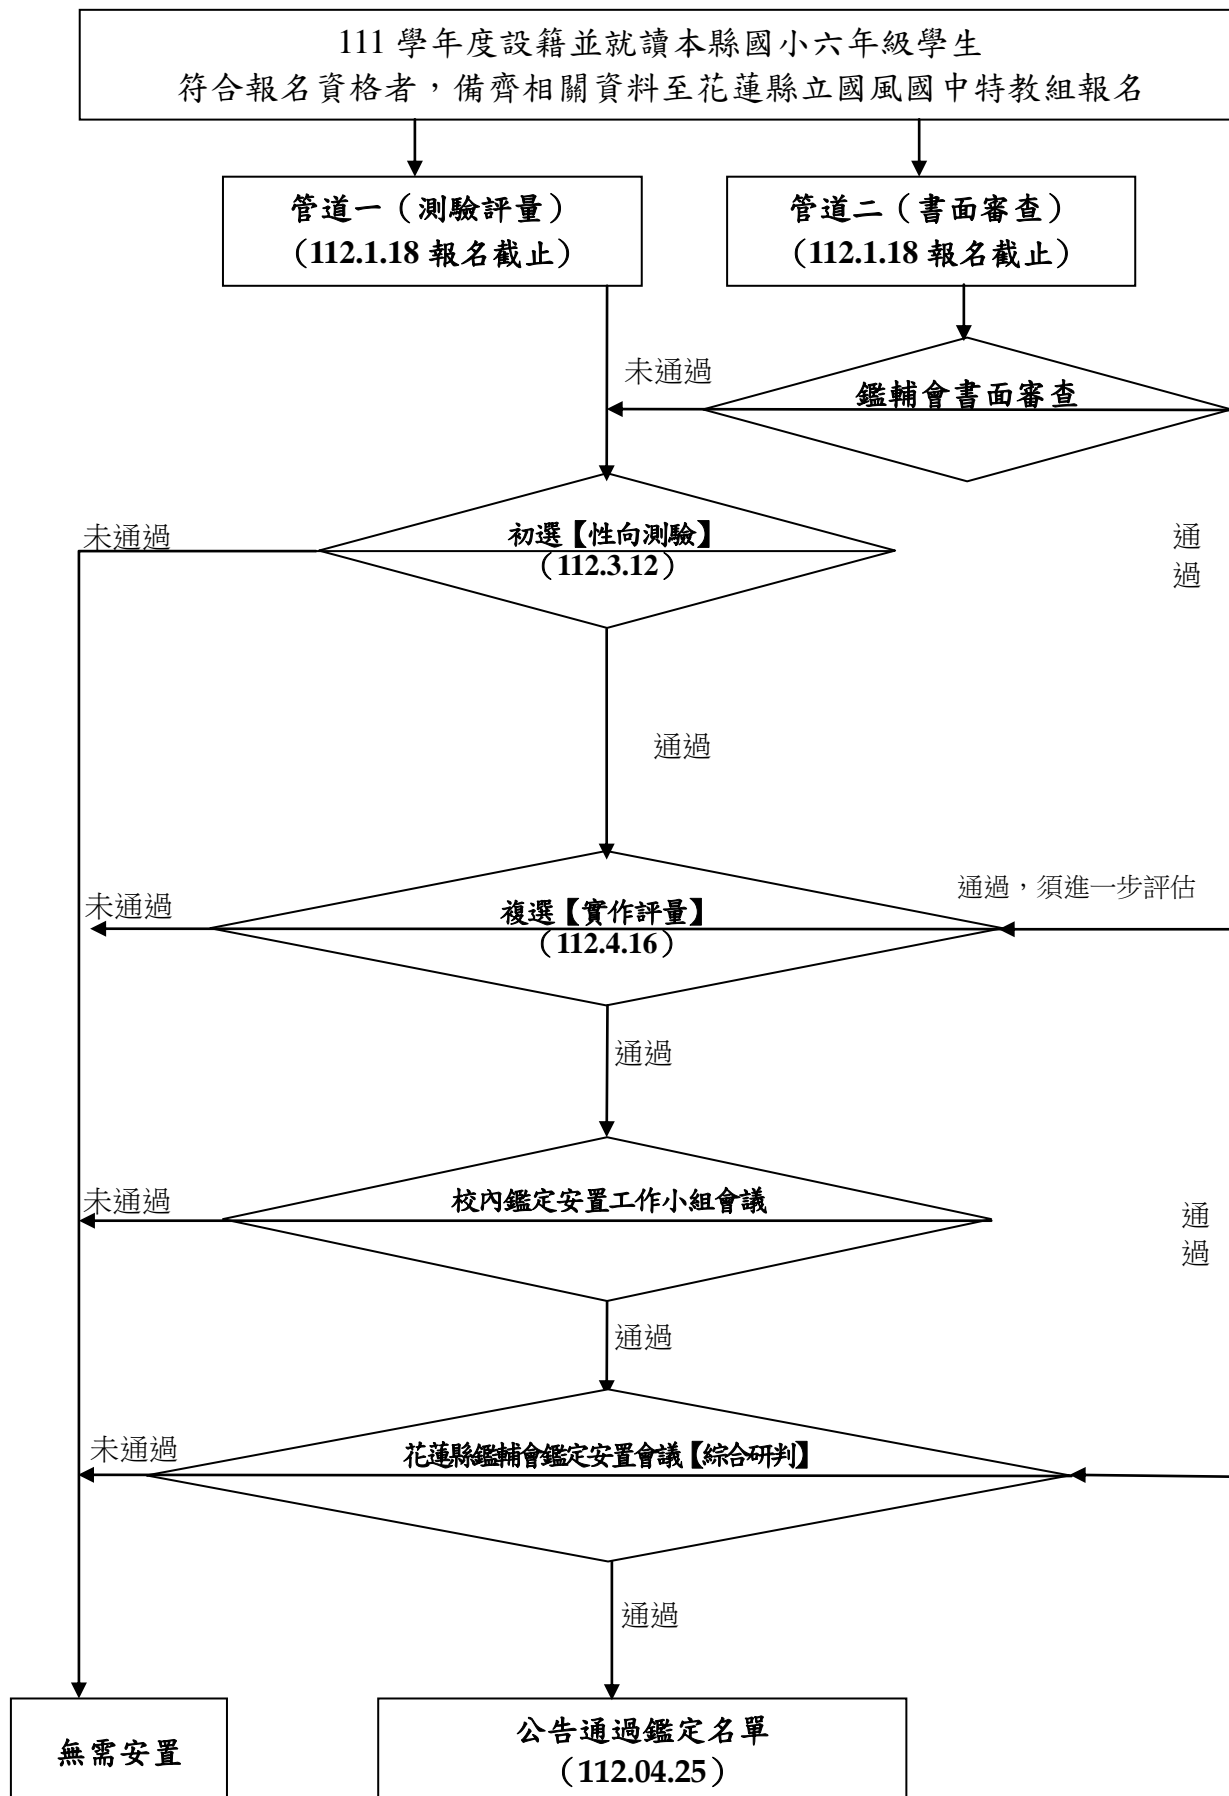 111 學年度設籍並就讀本縣國小六年級學生
符合報名資格者，備齊相關資料至花蓮縣立國風國中特教組報名
管道一（測驗評量）
（112.1.18 報名截止）
管道二（書面審查）
（112.1.18 報名截止）
未通過
鑑輔會書面審查
未通過
初選【性向測驗】
（112.3.12）
通
過
通過
未通過
複選【實作評量】
（112.4.16）
通過，須進一步評估
通過
未通過
校內鑑定安置工作小組會議
通
過
通過
未通過
花蓮縣鑑輔會鑑定安置會議【綜合研判】
通過
無需安置
公告通過鑑定名單
（112.04.25）